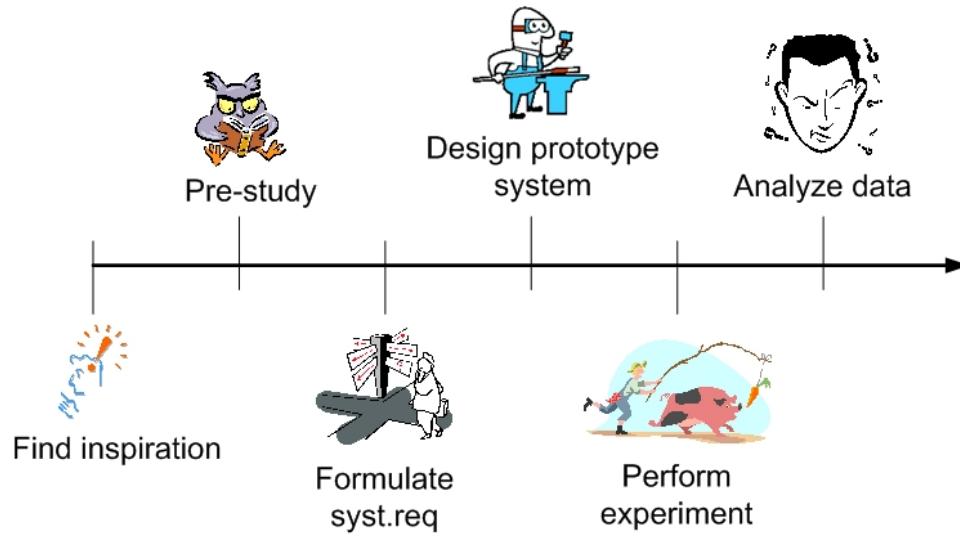 Design prototype
system
Pre-study
Analyze data
Find inspiration
Formulate
syst.req
Perform
experiment